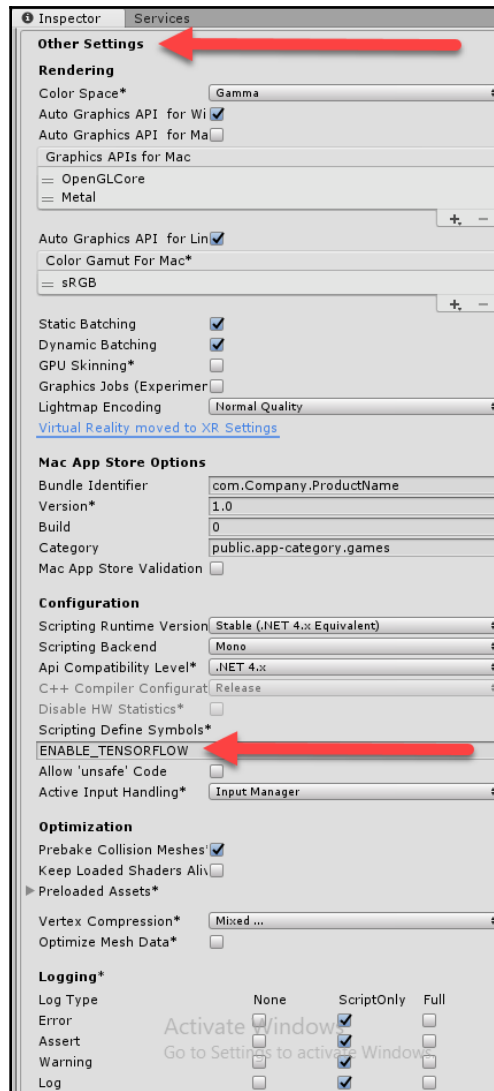 Inspector Services
Other Settings
Rendering
Color Space* Gamma
Auto Graphics API for Wi
Auto Graphics API for Ma
Graphics APIs for Mac
OpenGLCore
Metal
Auto Graphics API for Lin
Color Gamut For Mac*
sRGB
Static Batching
Dynamic Batching
GPU Skinning*
Graphics Jobs (Experimer
Lightmap Encoding Normal Quality
Virtual Reality moved to XR Settings
Mac App Store Options
Bundle Identifier com.Company.ProductName
Version* 1.0
Build 0
Category public.app-category.games
Mac App Store Validation
Configuration
Scripting Runtime Version Stable (.NET 4.x Equivalent)
Scripting Backend Mono
Api Compatibility Level* .NET 4.x
C++ Compiler Configurat Release
Disable HW Statistics*
Scripting Define Symbols*
ENABLE_TENSORFLOW
Allow 'unsafe' Code
Active Input Handling* Input Manager
Optimization
Prebake Collision Meshes*
Keep Loaded Shaders Aliv
Preloaded Assets*
Vertex Compression* Mixed ...
Optimize Mesh Data*
Logging*
Log Type None ScriptOnly Full
Error
Assert
Warning
Log
Activate Windows
Go to Settings to activate Windows.